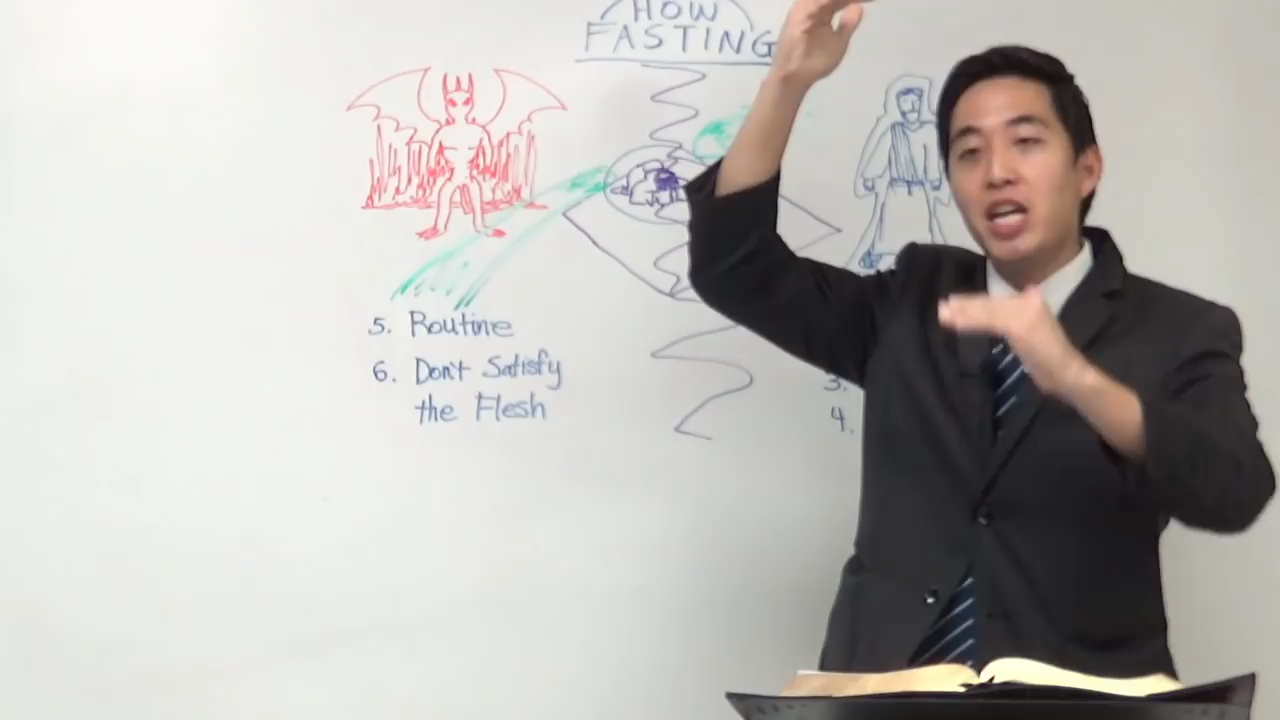 HOW
FASTING
5. Routine
6. Don't Satisfy
the Flesh
3.
4.